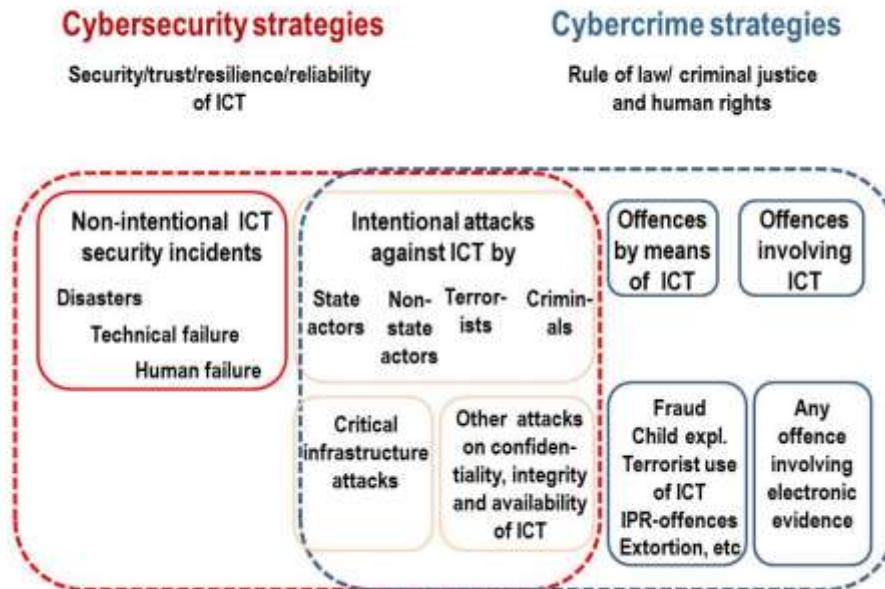 Cybersecurity strategies
Security/trust/resilience/reliability
of ICT
Cybercrime strategies
Rule of law/ criminal justice
and human rights
Non-intentional ICT
security incidents
Disasters
Technical failure
Human failure
Intentional attacks
against ICT by
State
actors
Non-
state
actors
Terror-
ists
Crimin-
als
Offences
by means
of ICT
Offences
involving
ICT
Critical
infrastructure
attacks
Other attacks
on confiden-
tiality, integrity
and availability
of ICT
Fraud
Child expl.
Terrorist use
of ICT
IPR-offences
Extortion, etc
Any
offence
involving
electronic
evidence